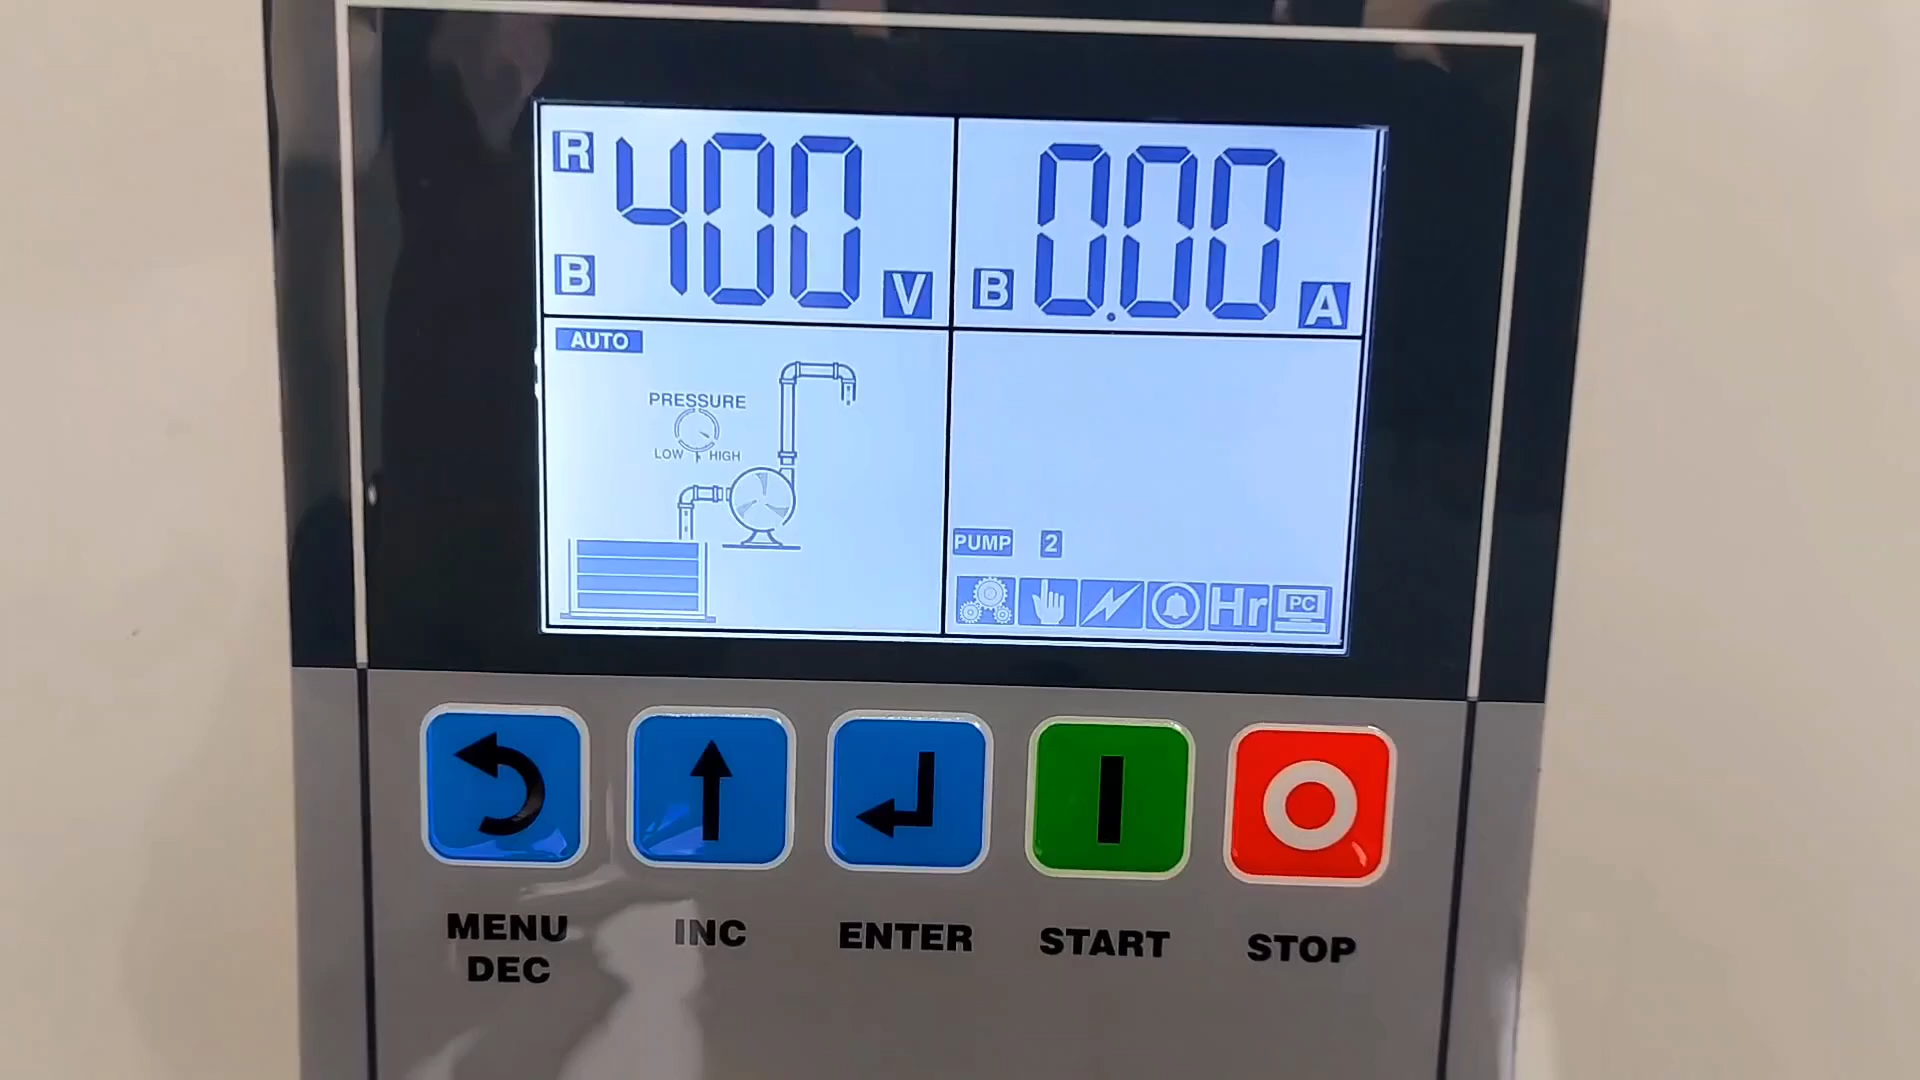 R 400
B V
B 0.00 A
AUTO
PRESSURE
LOW HIGH
PUMP 2
Hr PC
MENU
DEC
INC
ENTER
START
STOP